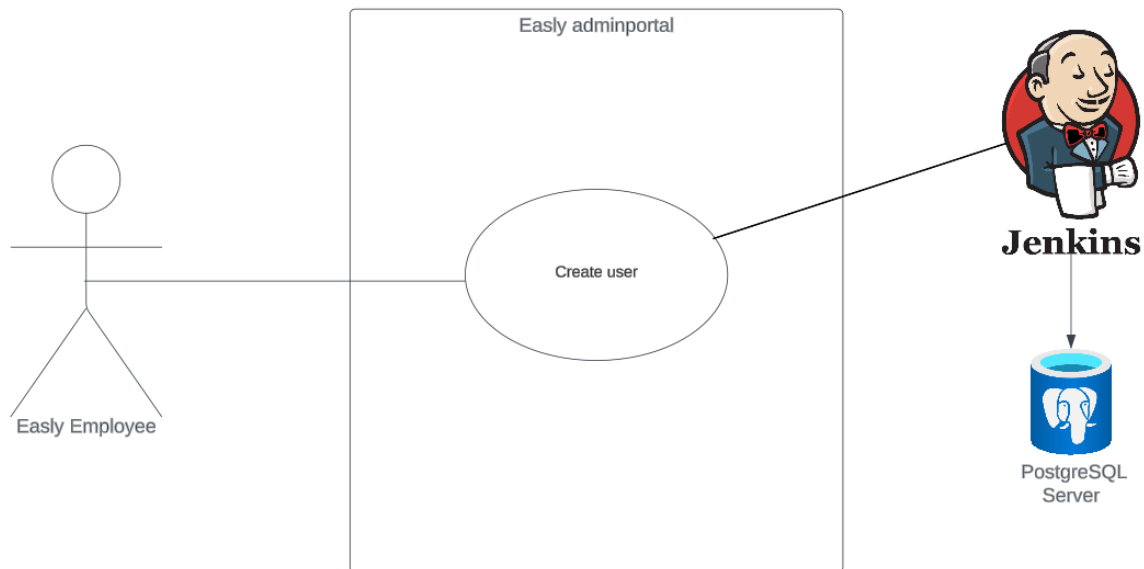 Easly adminportal
Create user
Jenkins
Easly Employee
PostgreSQL
Server